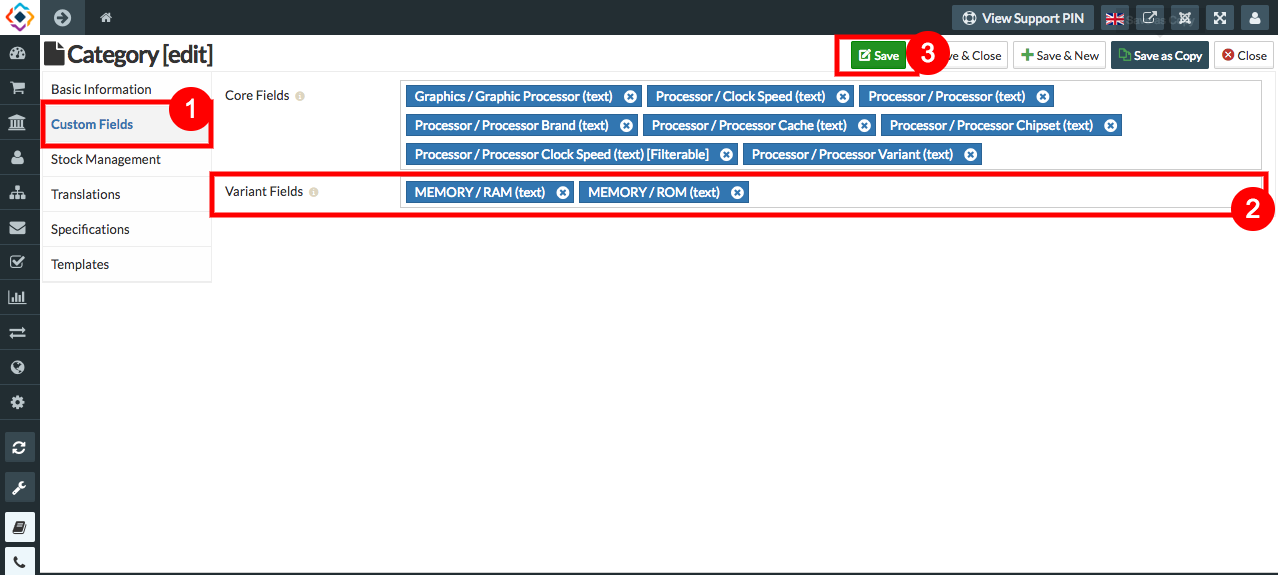 View Support PIN
Category [edit]
Save
3
e & Close
Save & New
Save as Copy
Close
Basic Information
1
Custom Fields
Stock Management
Translations
Specifications
Templates
Core Fields
Graphics / Graphic Processor (text)
Processor / Clock Speed (text)
Processor / Processor (text)
Processor / Processor Brand (text)
Processor / Processor Cache (text)
Processor / Processor Chipset (text)
Processor / Processor Clock Speed (text) [Filterable]
Processor / Processor Variant (text)
Variant Fields
MEMORY / RAM (text)
MEMORY / ROM (text)
2